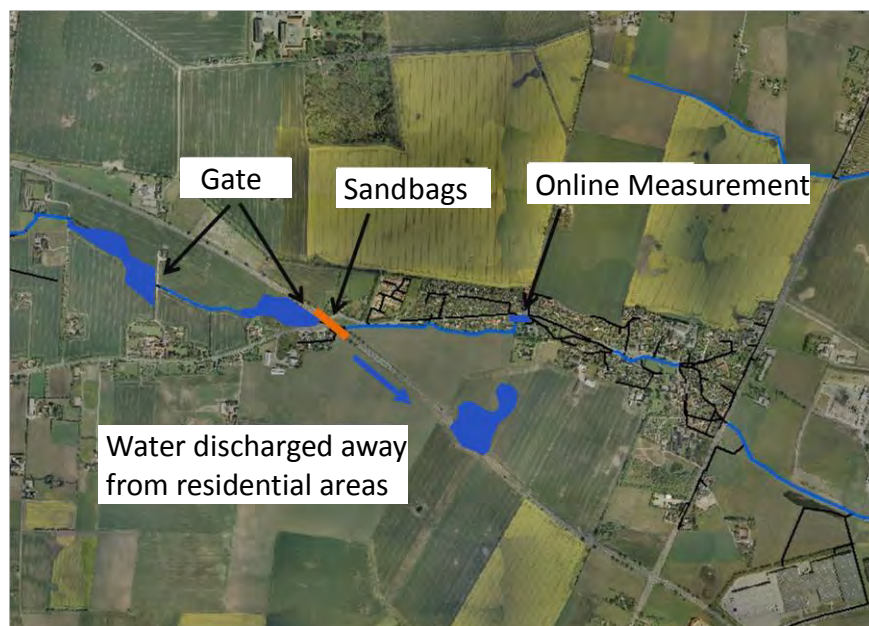 Gate
Sandbags
Online Measurement
Water discharged away
from residential areas